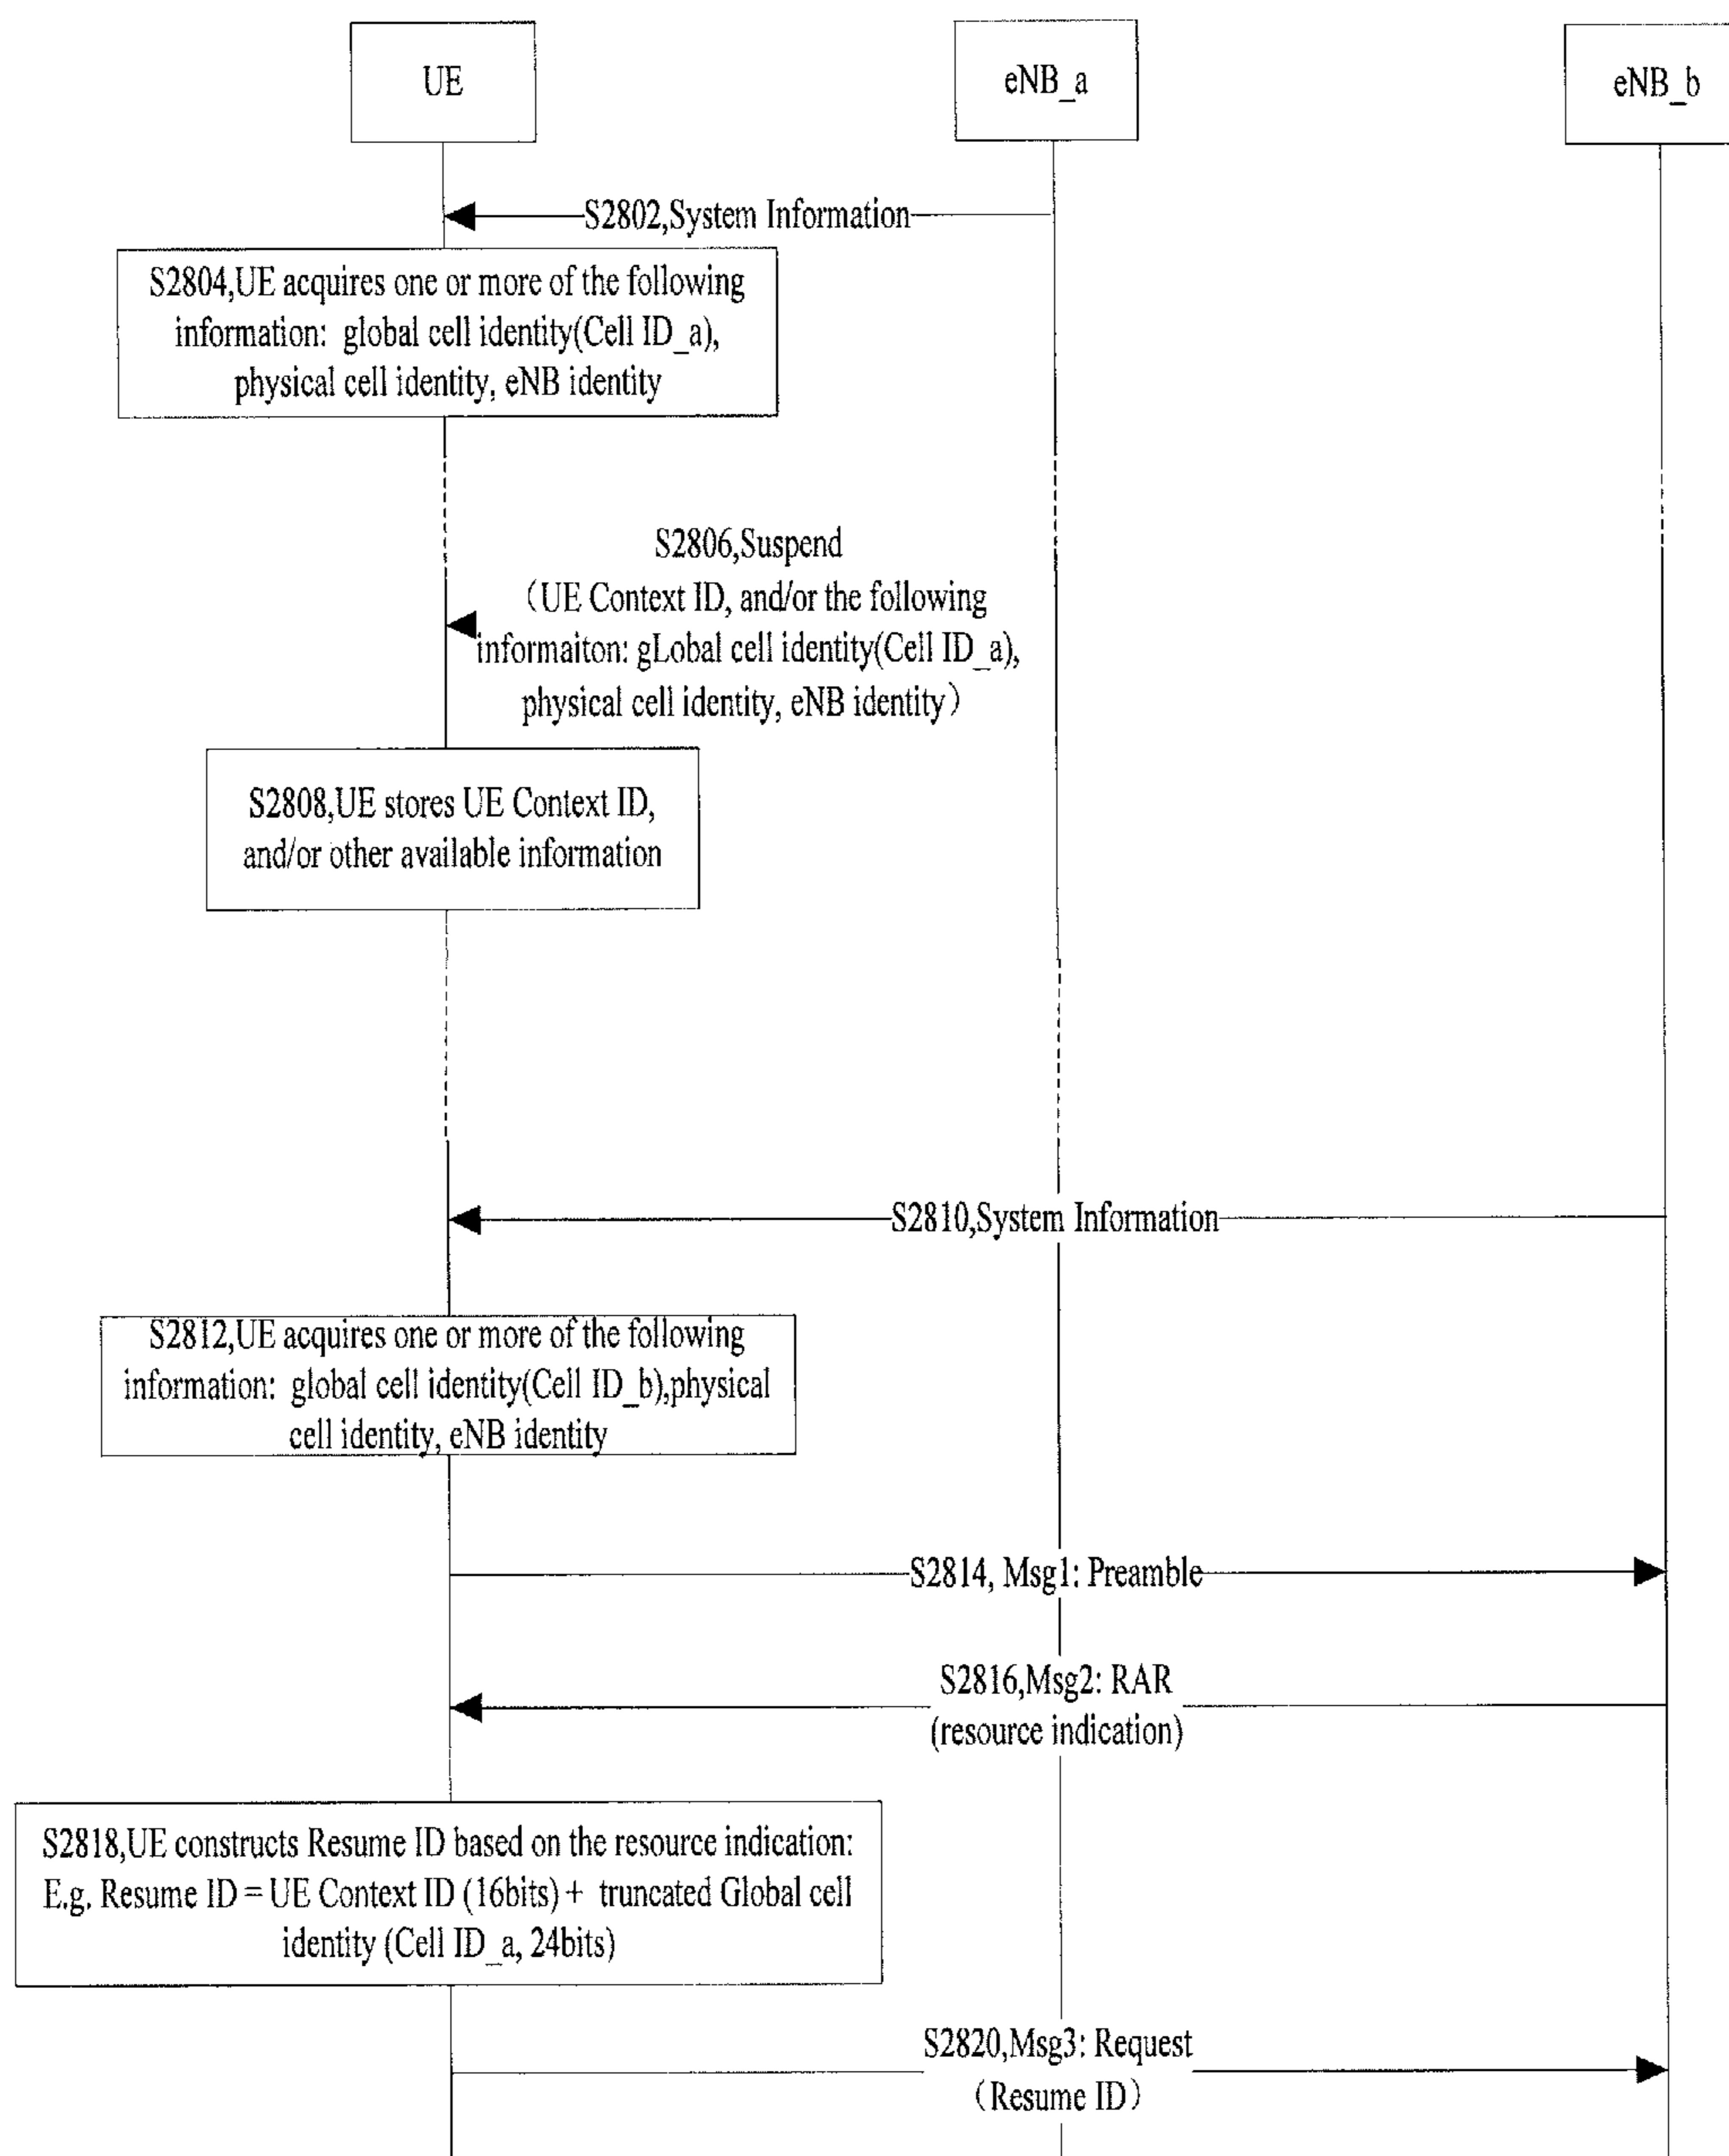 UE
eNB_a
eNB_b
S2802,System Information
S2804,UE acquires one or more of the following
information: global cell identity(Cell ID_a),
physical cell identity, eNB identity
S2806,Suspend
（UE Context ID, and/or the following
informaiton: gLobal cell identity(Cell ID_a),
physical cell identity, eNB identity）
S2808,UE stores UE Context ID,
and/or other available information
S2810,System Information
S2812,UE acquires one or more of the following
information: global cell identity(Cell ID_b),physical
cell identity, eNB identity
S2814, Msg1: Preamble
S2816,Msg2: RAR
(resource indication)
S2818,UE constructs Resume ID based on the resource indication:
E.g. Resume ID = UE Context ID (16bits) + truncated Global cell
identity (Cell ID_a, 24bits)
S2820,Msg3: Request
（Resume ID）